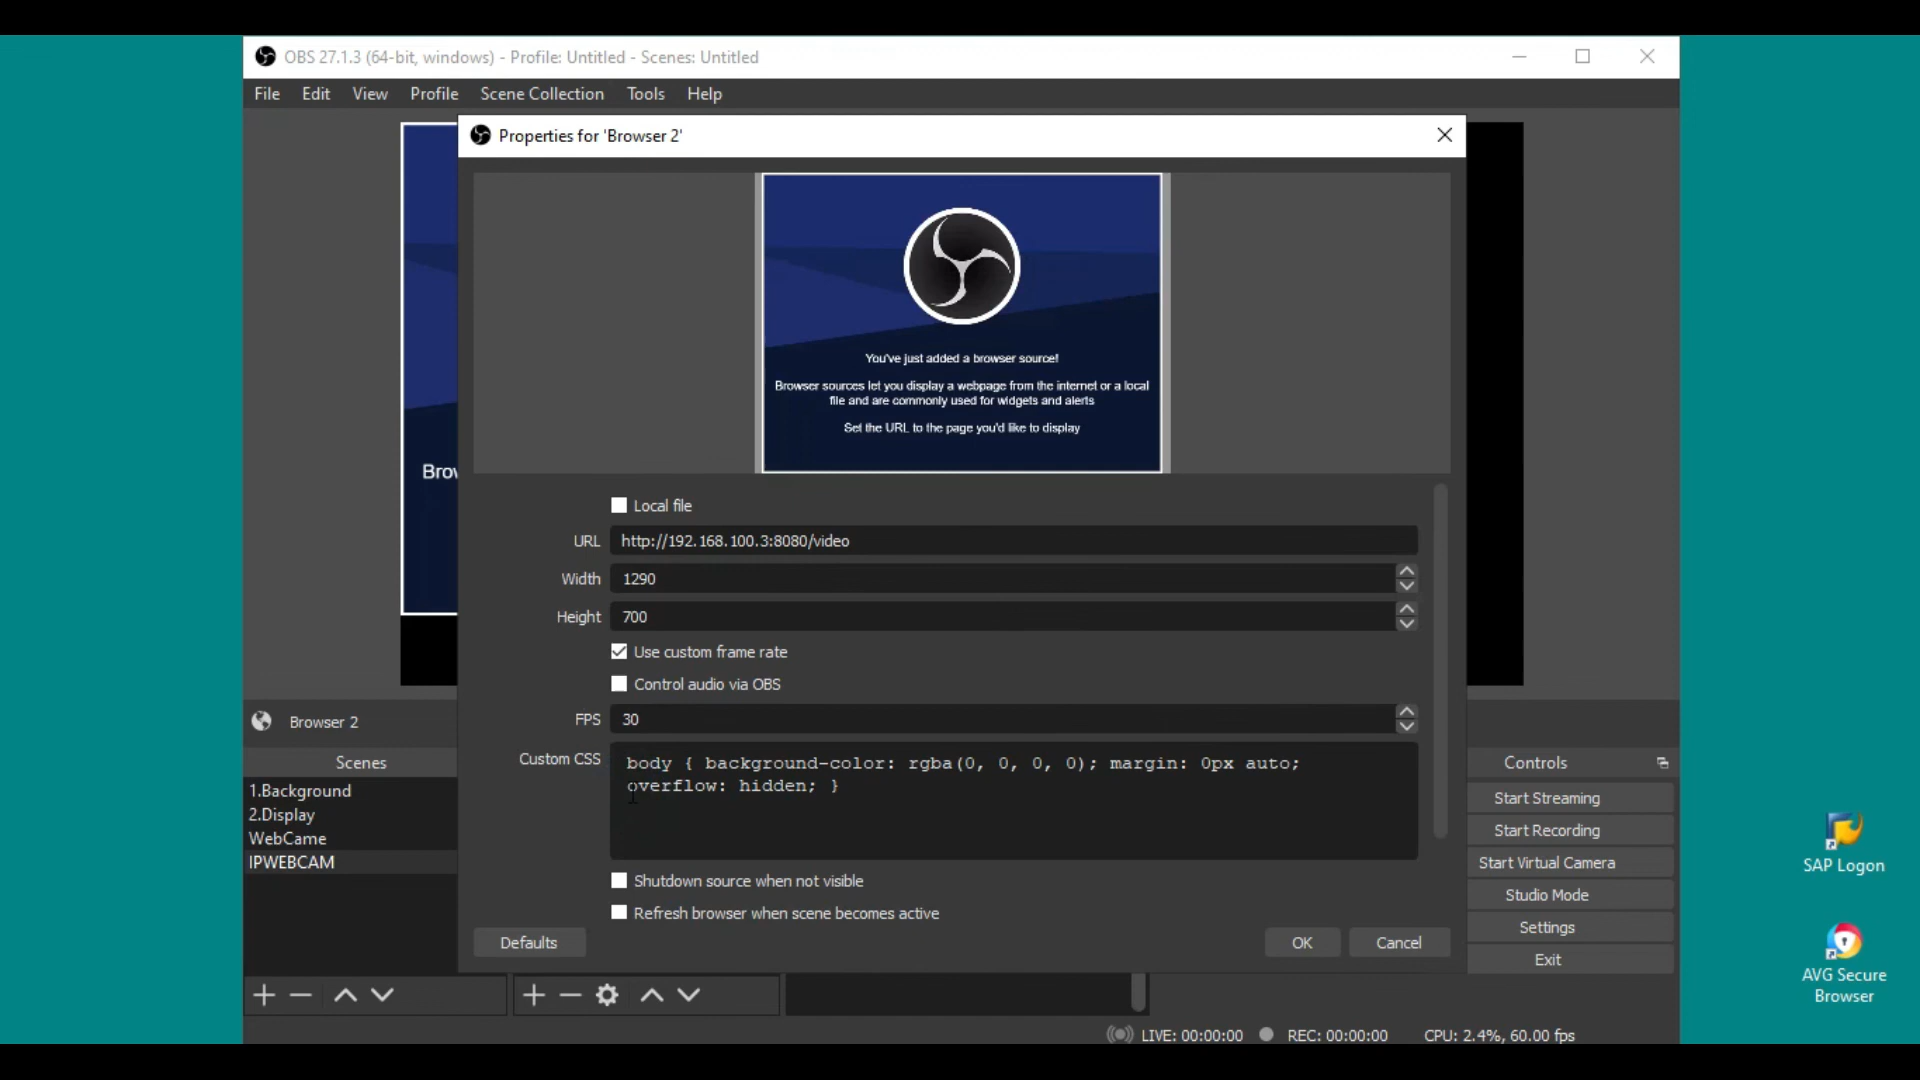 OBS 27.1.3 (64-bit, windows) - Profile: Untitled - Scenes: Untitled
File Edit View Profile Scene Collection Tools Help
Properties for 'Browser 2'
You've just added a browser source!
Browser sources let you display a webpage from the internet or a local
file and are commonly used for widgets and alerts
Set the URL to the page you'd like to display
Brow
Local file
URL http://192.168.100.3:8080/video
Width 1290
Height 700
Use custom frame rate
Control audio via OBS
FPS 30
Custom CSS body { background-color: rgba(0, 0, 0, 0); margin: 0px auto;
overflow: hidden; }
Shutdown source when not visible
Refresh browser when scene becomes active
Defaults OK Cancel
Browser 2
Scenes
1.Background
2.Display
WebCame
IPWEBCAM
Controls
Start Streaming
Start Recording
Start Virtual Camera
Studio Mode
Settings
Exit
LIVE: 00:00:00 REC: 00:00:00 CPU: 2.4%, 60.00 fps
SAP Logon
AVG Secure
Browser